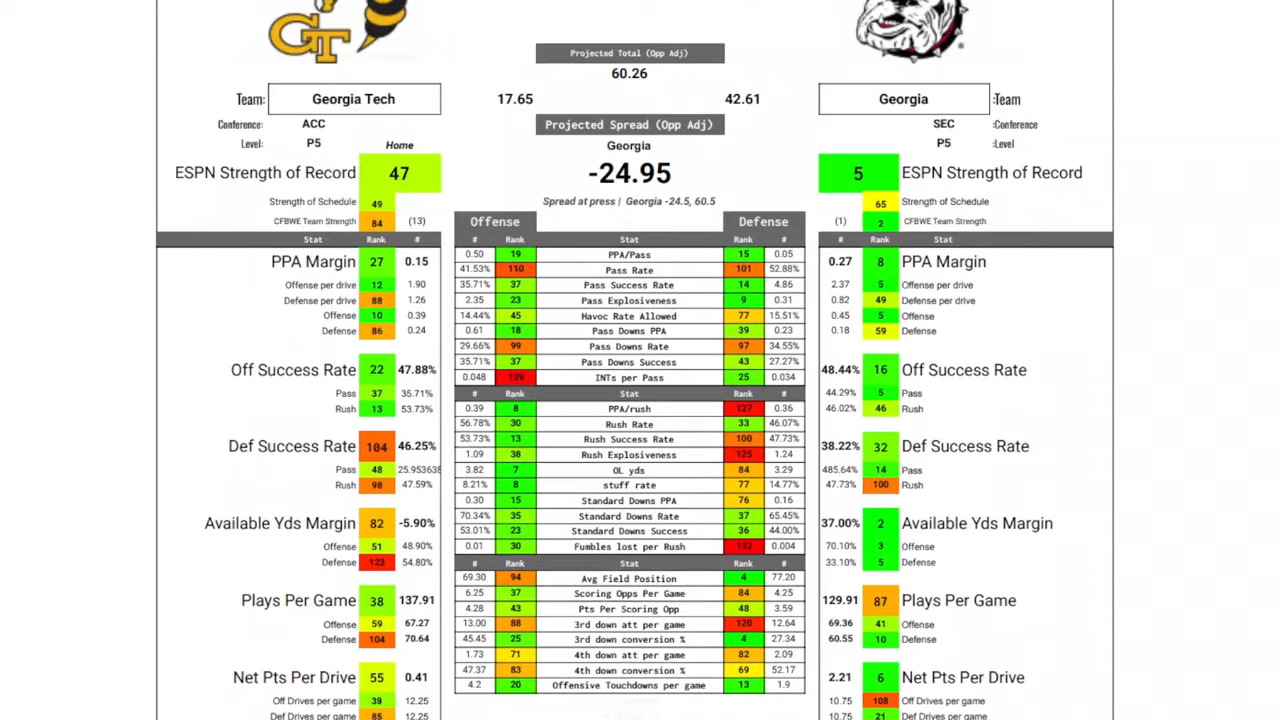 GT
Projected Total (Opp Adj)
60.26
Team: Georgia Tech 17.65 42.61 Georgia :Team
Conference: ACC Projected Spread (Opp Adj) SEC :Conference
Level: P5 Home Georgia P5 :Level
ESPN Strength of Record 47 -24.95 5 ESPN Strength of Record
Strength of Schedule 49 Spread at press | Georgia -24.5, 60.5 65 Strength of Schedule
CFBWE Team Strength 84 (13) Offense Defense (1) 2 CFBWE Team Strength
Stat Rank # # Rank Stat Rank # # Rank Stat
PPA Margin 27 0.15 0.50 19 PPA/Pass 15 0.05 0.27 8 PPA Margin
41.53% 110 Pass Rate 101 52.88%
Offense per drive 12 1.90 35.71% 37 Pass Success Rate 14 4.86 2.37 5 Offense per drive
Defense per drive 88 1.26 2.35 23 Pass Explosiveness 9 0.31 0.82 49 Defense per drive
Offense 10 0.39 14.44% 45 Havoc Rate Allowed 77 15.51% 0.45 5 Offense
Defense 86 0.24 0.61 18 Pass Downs PPA 39 0.23 0.18 59 Defense
29.66% 99 Pass Downs Rate 97 34.55%
Off Success Rate 22 47.88% 35.71% 37 Pass Downs Success 43 27.27% 48.44% 16 Off Success Rate
0.048 129 INTs per Pass 25 0.034
Pass 37 35.71% # Rank Stat Rank # 44.29% 5 Pass
Rush 13 53.73% 0.39 8 PPA/rush 127 0.36 46.02% 46 Rush
56.78% 30 Rush Rate 33 46.07%
Def Success Rate 104 46.25% 53.73% 13 Rush Success Rate 100 47.73% 38.22% 32 Def Success Rate
1.09 38 Rush Explosiveness 125 1.24
Pass 48 25.953638 3.82 7 OL yds 84 3.29 485.64% 14 Pass
Rush 98 47.59% 8.21% 8 stuff rate 77 14.77% 47.73% 100 Rush
0.30 15 Standard Downs PPA 76 0.16
Available Yds Margin 82 -5.90% 70.34% 35 Standard Downs Rate 37 65.45% 37.00% 2 Available Yds Margin
53.01% 23 Standard Downs Success 36 44.00%
Offense 51 48.90% 0.01 30 Fumbles lost per Rush 132 0.004 70.10% 3 Offense
Defense 122 54.80% # Rank Stat Rank # 33.10% 5 Defense
69.30 94 Avg Field Position 4 77.20
Plays Per Game 38 137.91 6.25 37 Scoring Opps Per Game 84 4.25 129.91 87 Plays Per Game
4.28 43 Pts Per Scoring Opp 48 3.59
Offense 59 67.27 13.00 88 3rd down att per game 120 12.64 69.36 41 Offense
Defense 104 70.64 45.45 25 3rd down conversion % 4 27.34 60.55 10 Defense
1.73 71 4th down att per game 82 2.09
Net Pts Per Drive 55 0.41 47.37 83 4th down conversion % 69 52.17 2.21 6 Net Pts Per Drive
4.2 20 Offensive Touchdowns per game 13 1.9
Off Drives per game 39 12.25 10.75 108 Off Drives per game
Def Drives per game 85 12.25 10.75 21 Def Drives per game